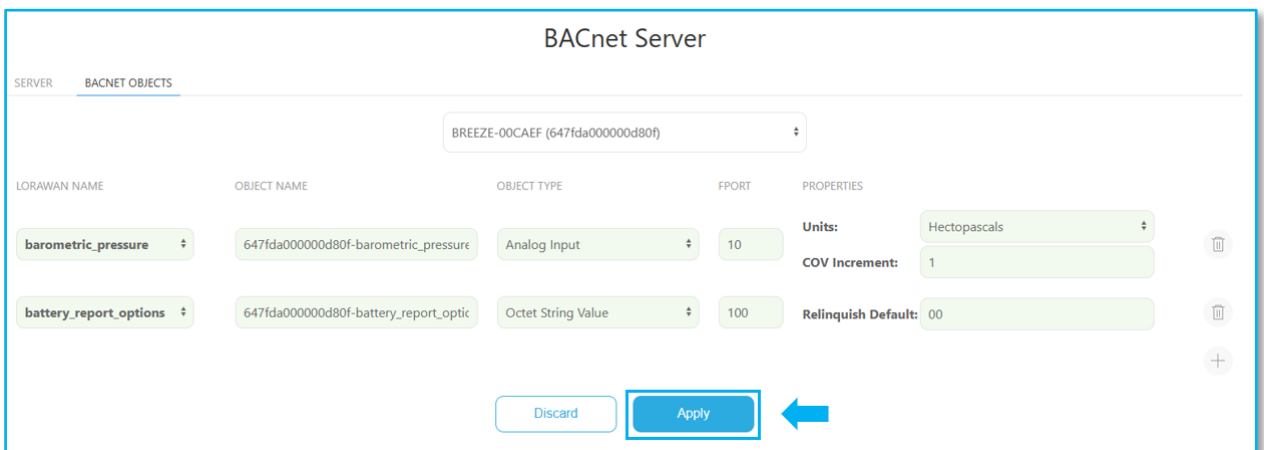 BACnet Server
SERVER BACNET OBJECTS
BREEZE-00CAEF (647fda000000d80f)
LORAWAN NAME OBJECT NAME OBJECT TYPE FPORT PROPERTIES
barometric_pressure 647fda000000d80f-barometric_pressure Analog Input 10 Units: Hectopascals
COV Increment: 1
battery_report_options 647fda000000d80f-battery_report_optic Octet String Value 100 Relinquish Default: 00
Discard Apply